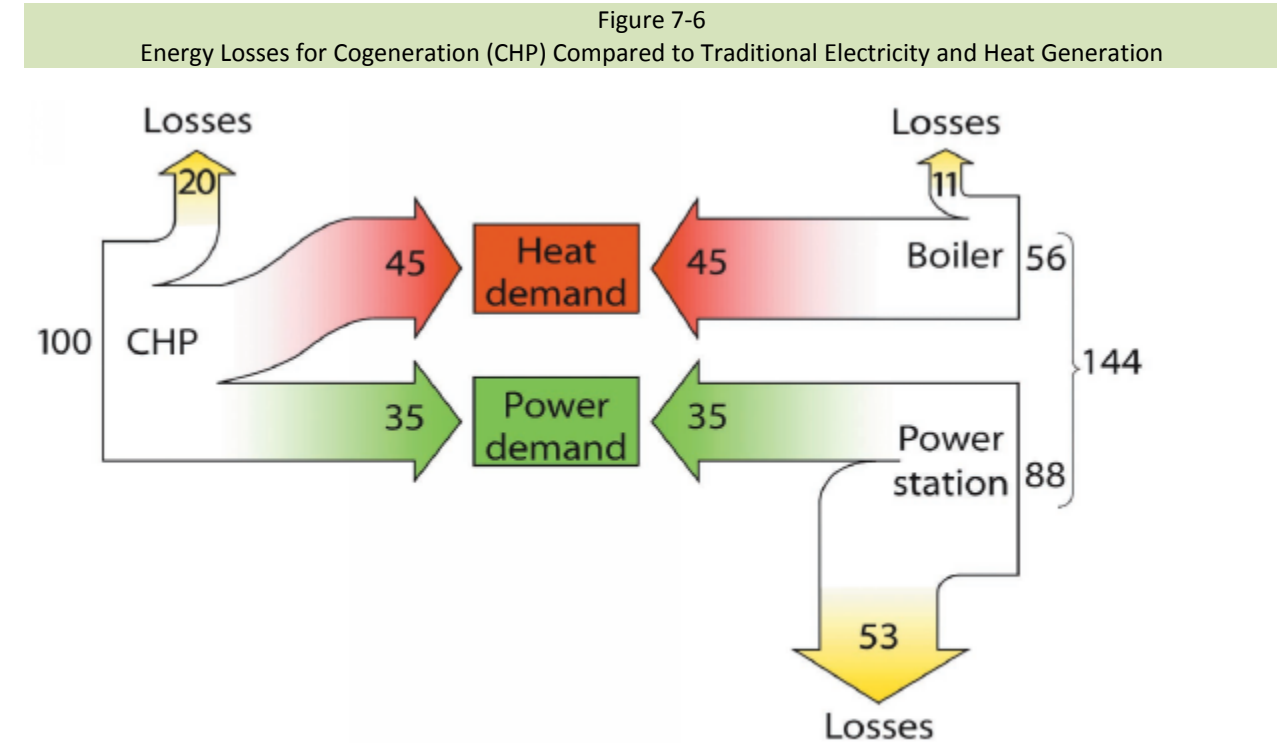 Figure 7-6
Energy Losses for Cogeneration (CHP) Compared to Traditional Electricity and Heat Generation
Losses
Losses
20
11
45
Heat
demand
45
Boiler
56
100
CHP
144
35
Power
demand
35
Power
station
88
53
Losses